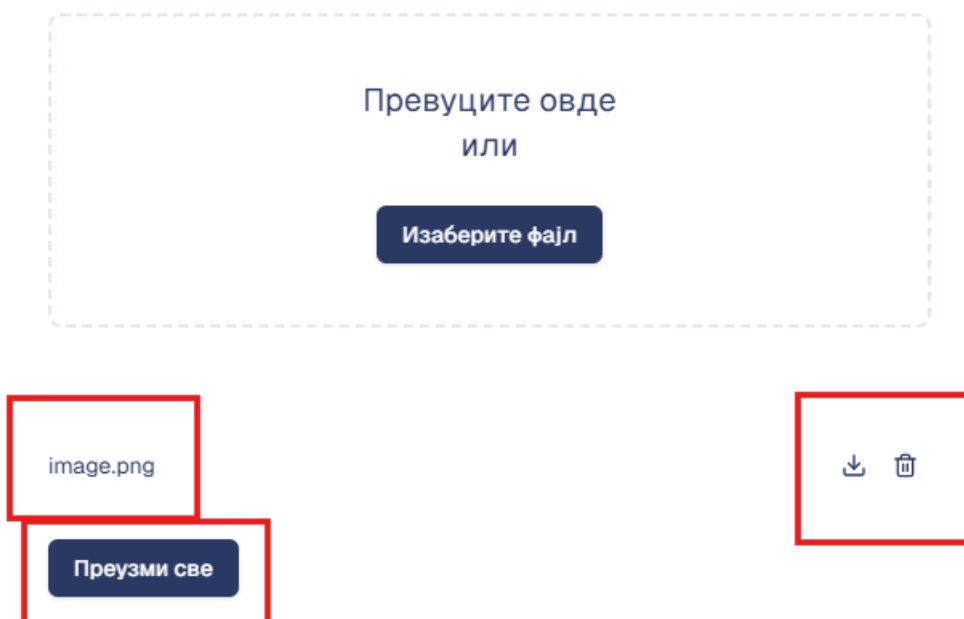 Превуците овде
или
Изаберите фајл
image.png
Преузми све